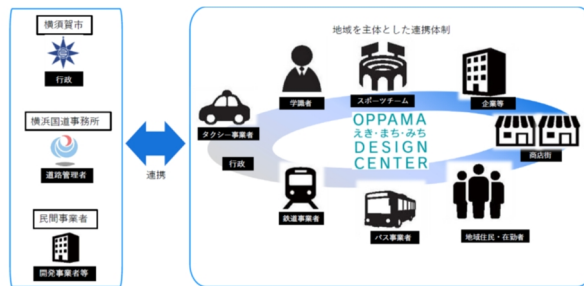 横須賀市
行政
横浜国道事務所
道路管理者
民間事業者
開発事業者等
連携
地域を主体とした連携体制
学識者
スポーツチーム
企業等
タクシー事業者
商店街
行政
OPPAMA
えき・まち・みち
DESIGN
CENTER
鉄道事業者
バス事業者
地域住民・在勤者